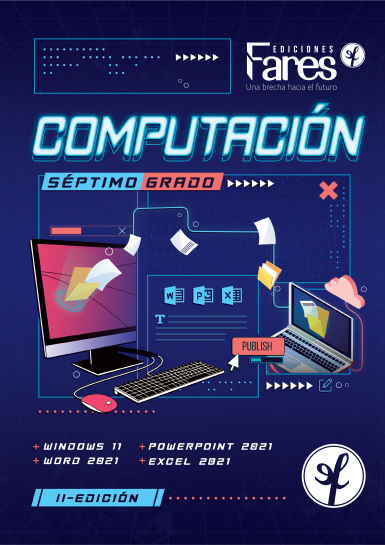 EDICIONES
Fares
Una brecha hacia el futuro
COMPUTACIÓN
SÉPTIMO GRADO
W P X
T
PUBLISH
+ WINDOWS 11
+ POWERPOINT 2021
+ WORD 2021
+ EXCEL 2021
II-EDICIÓN